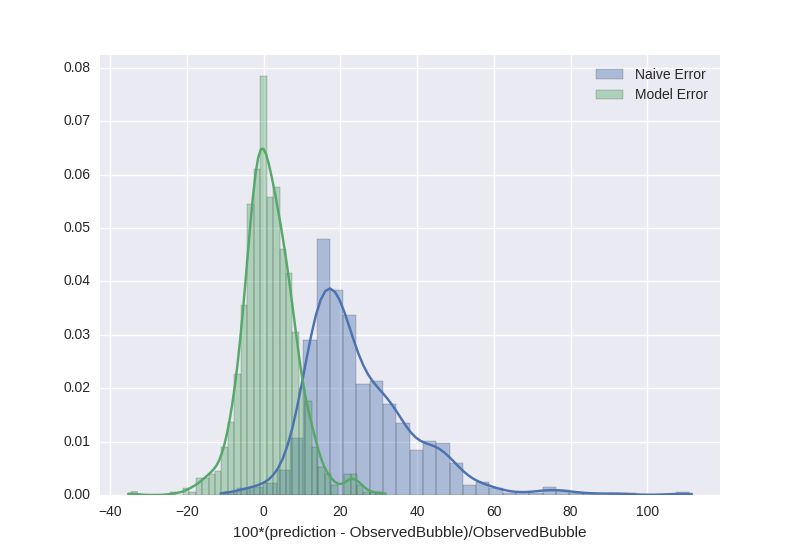 0.08
0.07
0.06
0.05
0.04
0.03
0.02
0.01
0.00
−40 −20 0 20 40 60 80 100
100*(prediction - ObservedBubble)/ObservedBubble
Naive Error
Model Error